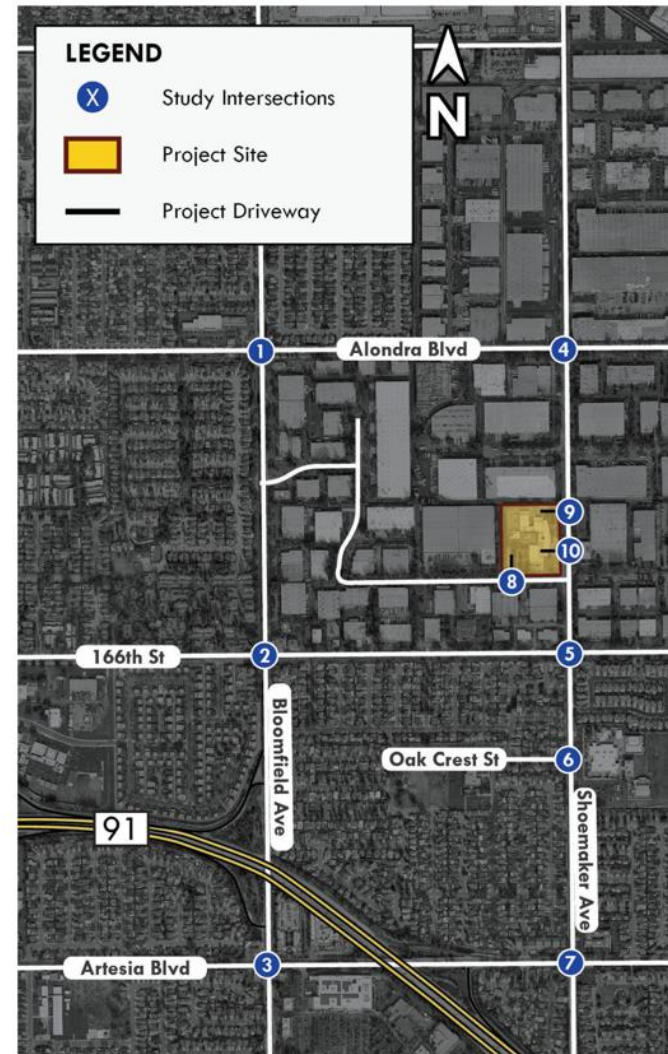 LEGEND
X Study Intersections
Project Site
Project Driveway
N
1
Alondra Blvd
4
9
10
8
166th St
2
5
Bloomfield Ave
Oak Crest St
6
Shoemaker Ave
91
Artesia Blvd
3
7